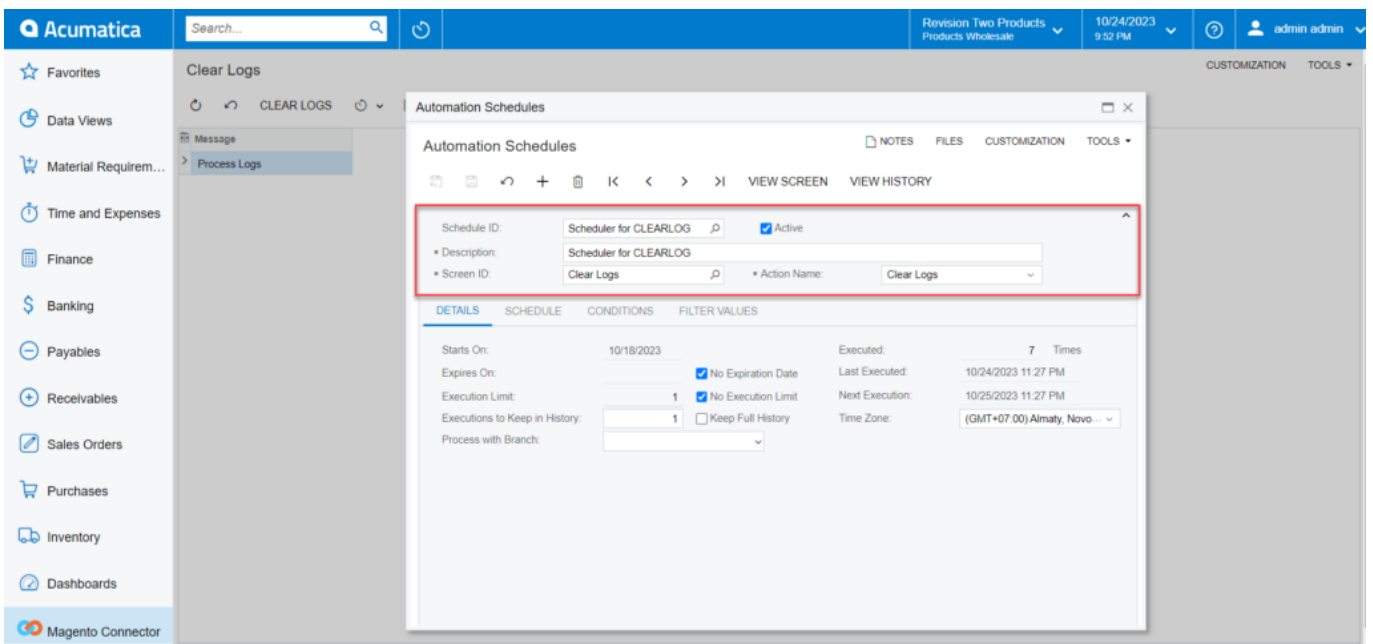 Acumatica
Search...
Revision Two Products
Products Wholesale
10/24/2023
9:52 PM
admin admin
Favorites
Data Views
Material Requirem...
Time and Expenses
Finance
Banking
Payables
Receivables
Sales Orders
Purchases
Inventory
Dashboards
Magento Connector
Clear Logs
CUSTOMIZATION TOOLS
CLEAR LOGS
Message
Process Logs
Automation Schedules
Automation Schedules
NOTES FILES CUSTOMIZATION TOOLS
VIEW SCREEN VIEW HISTORY
Schedule ID: Scheduler for CLEARLOG Active
* Description: Scheduler for CLEARLOG
* Screen ID: Clear Logs * Action Name: Clear Logs
DETAILS SCHEDULE CONDITIONS FILTER VALUES
Starts On: 10/18/2023 Executed: 7 Times
Expires On: No Expiration Date Last Executed: 10/24/2023 11:27 PM
Execution Limit: 1 No Execution Limit Next Execution: 10/25/2023 11:27 PM
Executions to Keep in History: 1 Keep Full History Time Zone: (GMT+07:00) Almaty, Novo...
Process with Branch: